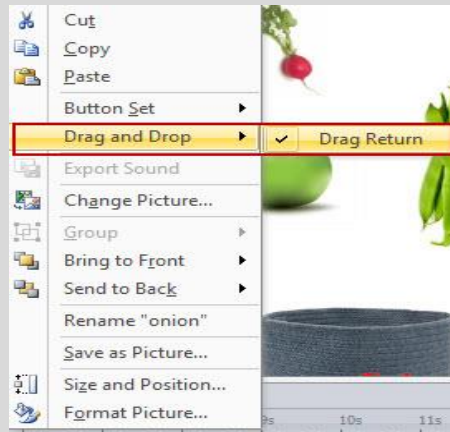 Cut
Copy
Paste
Button Set
Drag and Drop
Drag Return
Export Sound
Change Picture...
Group
Bring to Front
Send to Back
Rename "onion"
Save as Picture...
Size and Position...
Format Picture...
9s 10s 11s